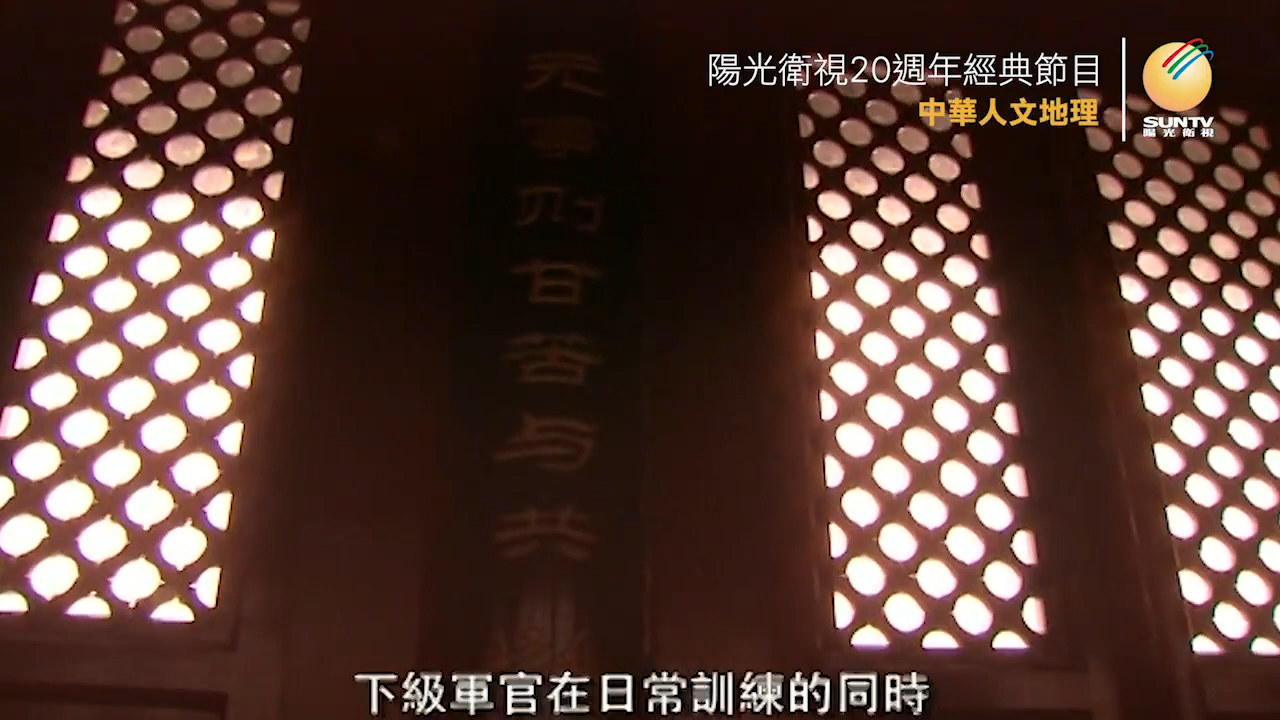 陽光衛視20週年經典節目
中華人文地理
SUNTV
陽光衛視
无事则甘苦与共
下級軍官在日常訓練的同時